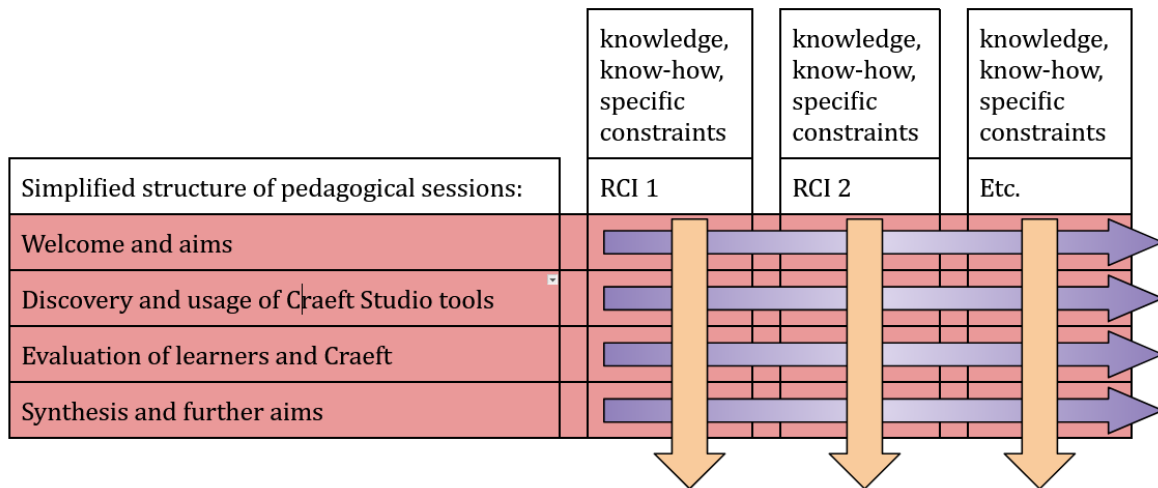 knowledge,
know-how,
specific
constraints
knowledge,
know-how,
specific
constraints
knowledge,
know-how,
specific
constraints
Simplified structure of pedagogical sessions:
RCI 1
RCI 2
Etc.
Welcome and aims
Discovery and usage of Craeft Studio tools
Evaluation of learners and Craeft
Synthesis and further aims